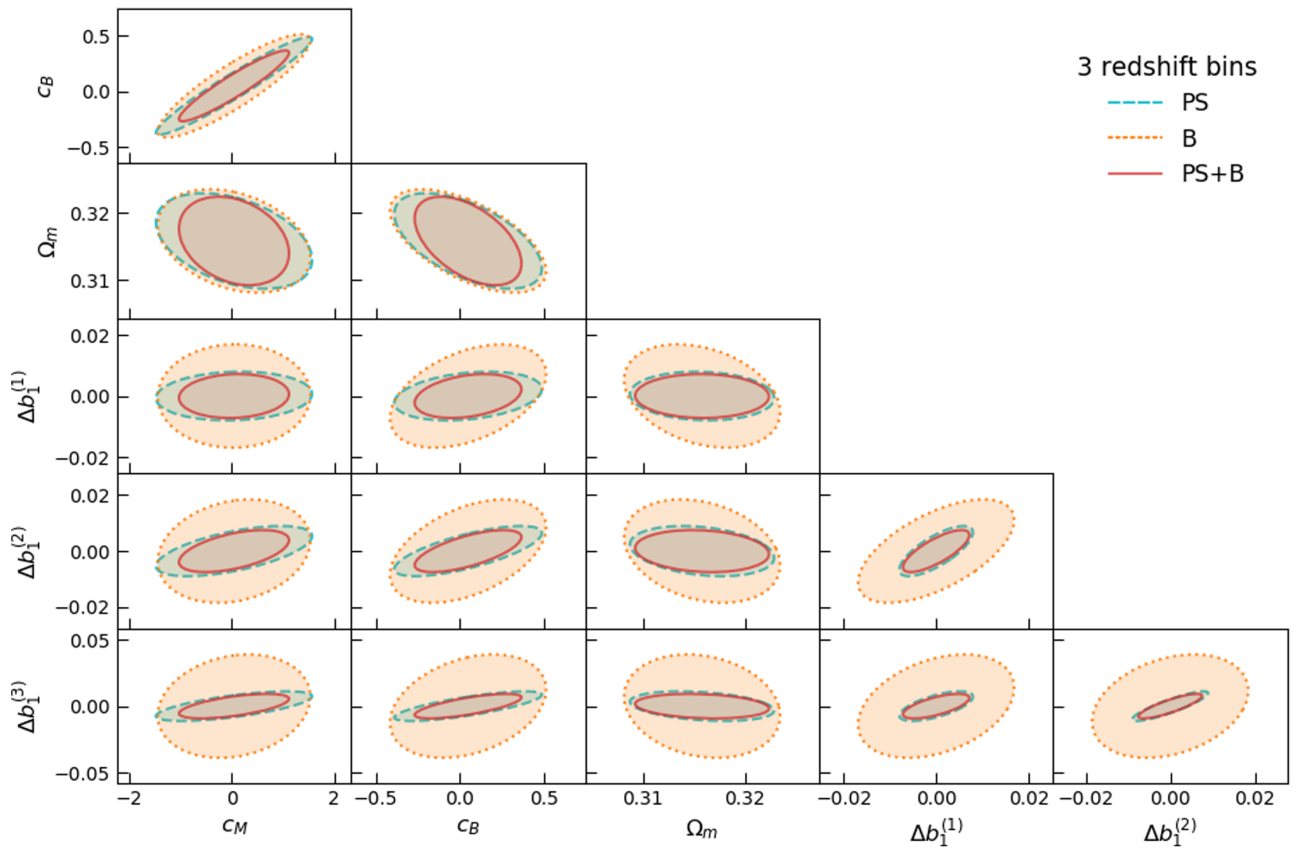 3 redshift bins
PS
B
PS+B
0.5
0.0
−0.5
c_B
0.32
0.31
Ω_m
0.02
0.00
−0.02
Δb_1^{(1)}
0.02
0.00
−0.02
Δb_1^{(2)}
0.05
0.00
−0.05
Δb_1^{(3)}
−2 0 2 −0.5 0.0 0.5 0.31 0.32 −0.02 0.00 0.02 −0.02 0.00 0.02
c_M c_B Ω_m Δb_1^{(1)} Δb_1^{(2)}